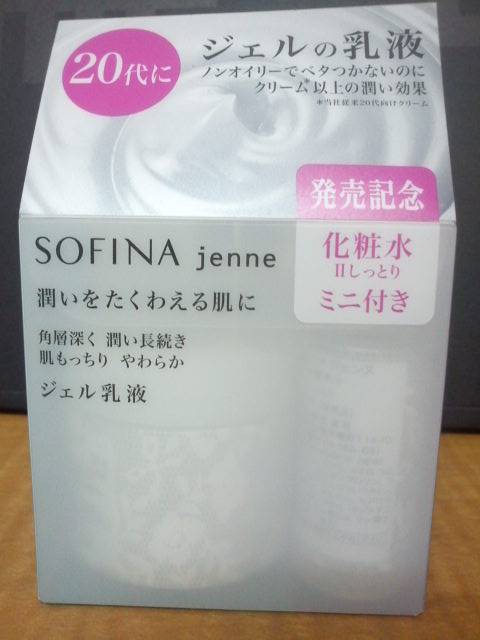 20代に
ジェルの乳液
ノンオイリーでベタつかないのに
クリーム*以上の潤い効果
*当社従来20代向けクリーム
発売記念
化粧水
IIしっとり
ミニ付き
SOFINA jenne
潤いをたくわえる肌に
角層深く 潤い長続き
肌もっちり やわらか
ジェル乳液